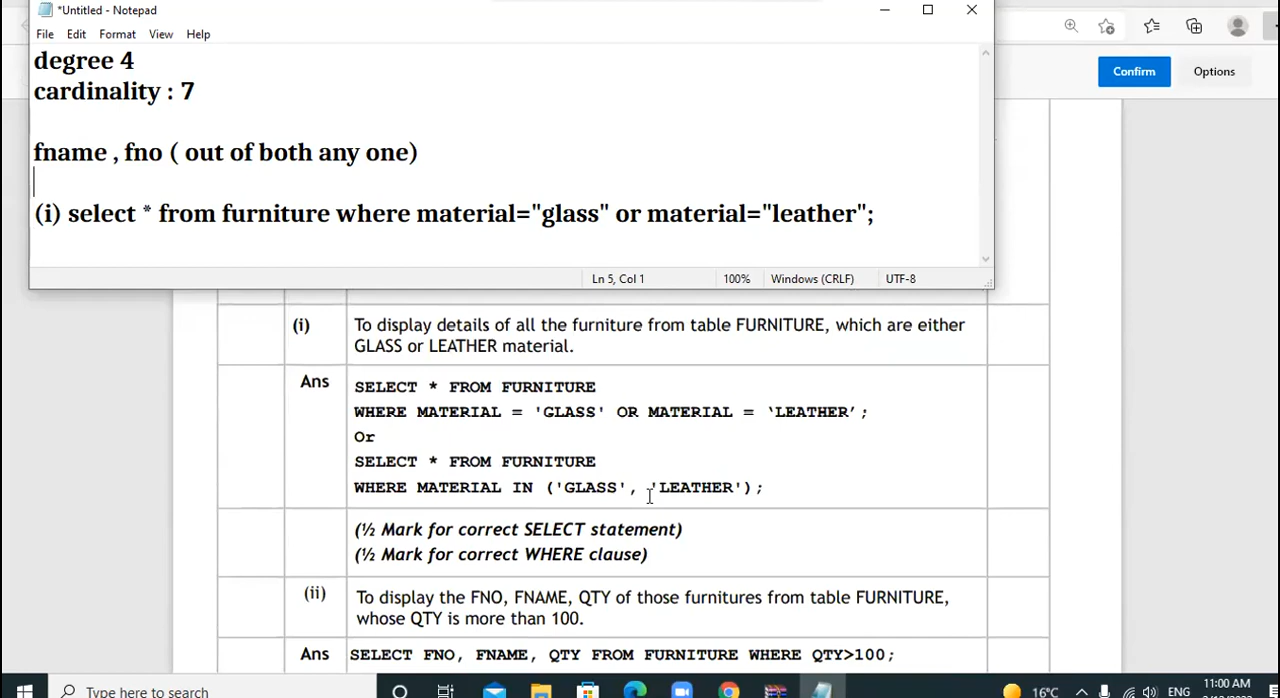 *Untitled - Notepad
File Edit Format View Help
degree 4
cardinality : 7
fname , fno ( out of both any one)
(i) select * from furniture where material="glass" or material="leather";
Ln 5, Col 1 100% Windows (CRLF) UTF-8
Confirm Options
(i) To display details of all the furniture from table FURNITURE, which are either
GLASS or LEATHER material.
Ans SELECT * FROM FURNITURE
WHERE MATERIAL = 'GLASS' OR MATERIAL = ‘LEATHER’;
Or
SELECT * FROM FURNITURE
WHERE MATERIAL IN ('GLASS', 'LEATHER');
(½ Mark for correct SELECT statement)
(½ Mark for correct WHERE clause)
(ii) To display the FNO, FNAME, QTY of those furnitures from table FURNITURE,
whose QTY is more than 100.
Ans SELECT FNO, FNAME, QTY FROM FURNITURE WHERE QTY>100;
Type here to search 16°C ENG 11:00 AM